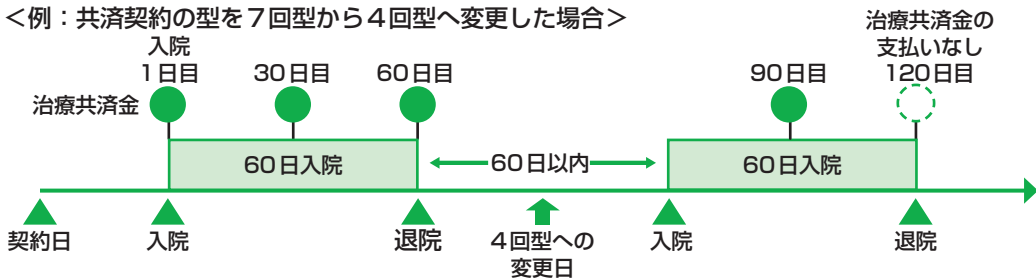 ＜例：共済契約の型を７回型から４回型へ変更した場合＞
入院
１日目
30日目
60日目
90日目
治療共済金の
支払いなし
120日目
治療共済金
60日入院
60日以内
60日入院
契約日
入院
退院
４回型への
変更日
入院
退院